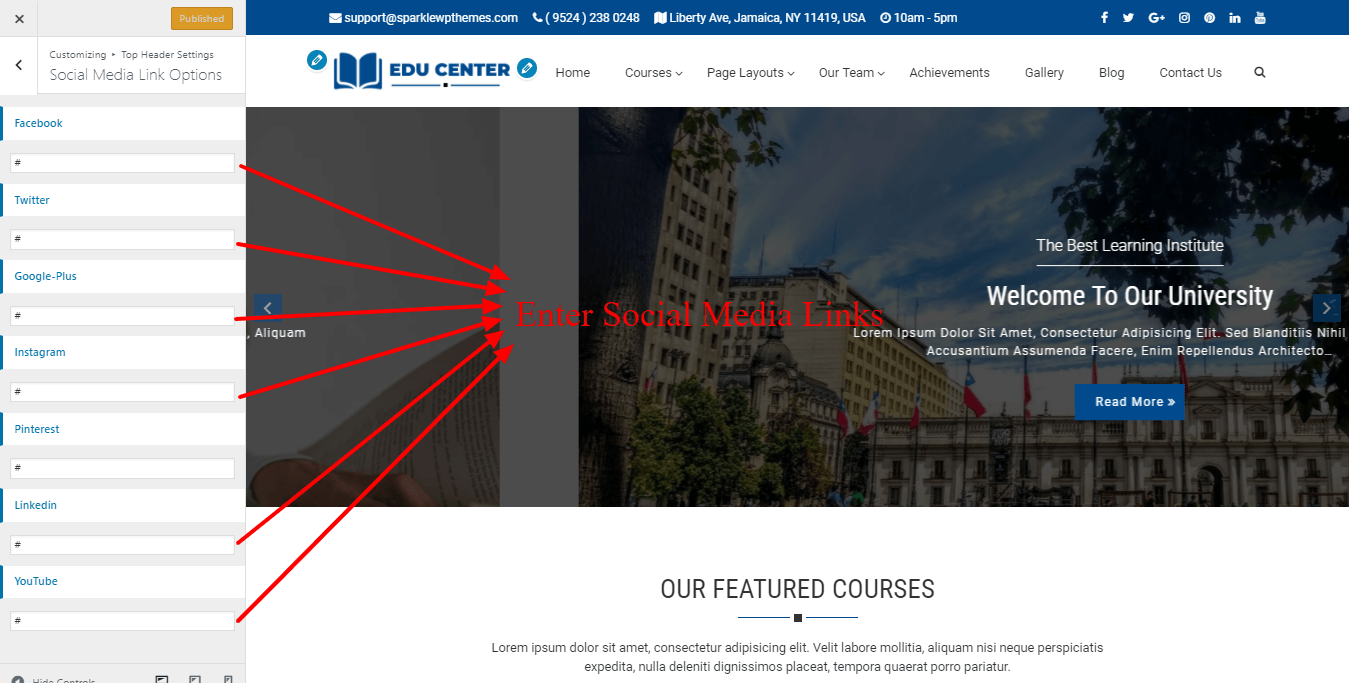 Published
Customizing ▸ Top Header Settings
Social Media Link Options
Facebook
#
Twitter
#
Google-Plus
#
Instagram
#
Pinterest
#
Linkedin
#
YouTube
#
Hide Controls
support@sparklewpthemes.com ( 9524 ) 238 0248 Liberty Ave, Jamaica, NY 11419, USA 10am - 5pm
EDU CENTER
Home Courses Page Layouts Our Team Achievements Gallery Blog Contact Us
The Best Learning Institute
Welcome To Our University
Enter Social Media Links
, Aliquam
Lorem Ipsum Dolor Sit Amet, Consectetur Adipisicing Elit. Sed Blanditiis Nihil
Accusantium Assumenda Facere, Enim Repellendus Architecto...
Read More »
OUR FEATURED COURSES
Lorem ipsum dolor sit amet, consectetur adipisicing elit. Velit labore mollitia, aliquam nisi neque perspiciatis
expedita, nulla deleniti dignissimos placeat, tempora quaerat porro pariatur.